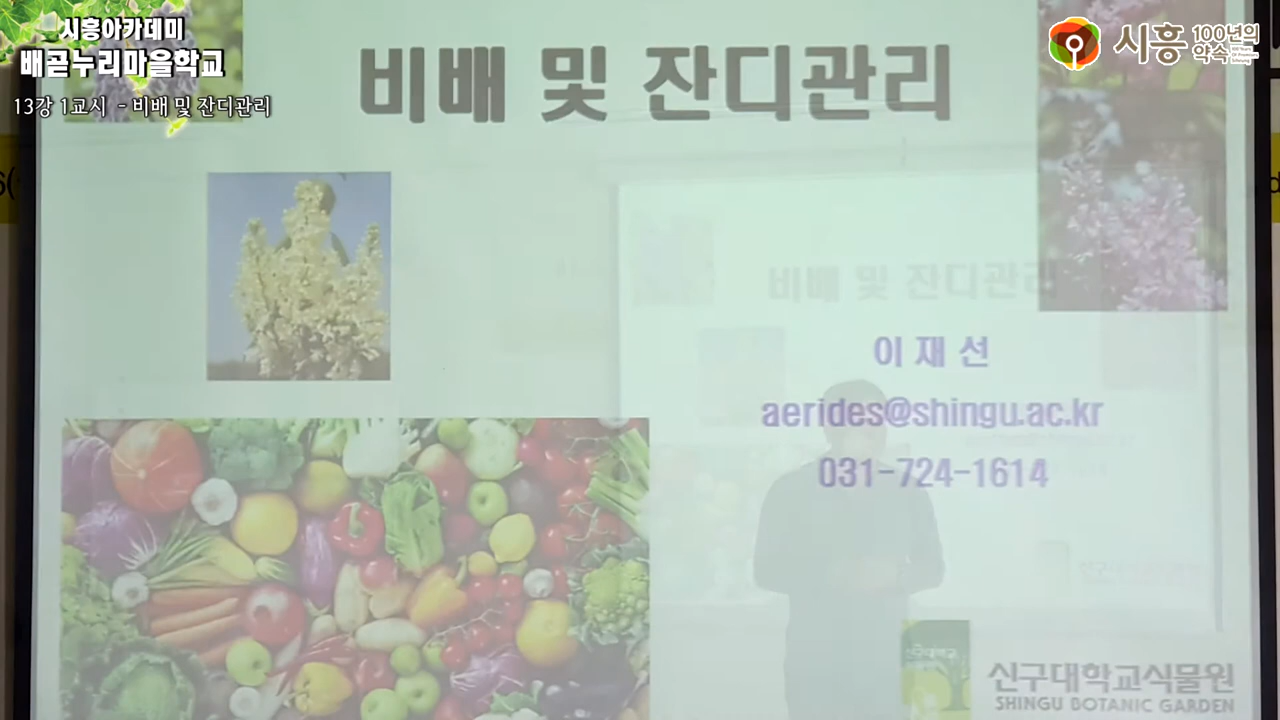 시흥아카데미
배곧누리마을학교
13강 1교시 - 비배 및 잔디관리
시흥 100년의
약속
비배 및 잔디관리
비배 및 잔디관리
이 재 선
aerides@shingu.ac.kr
031-724-1614
신구대학교식물원
SHINGU BOTANIC GARDEN